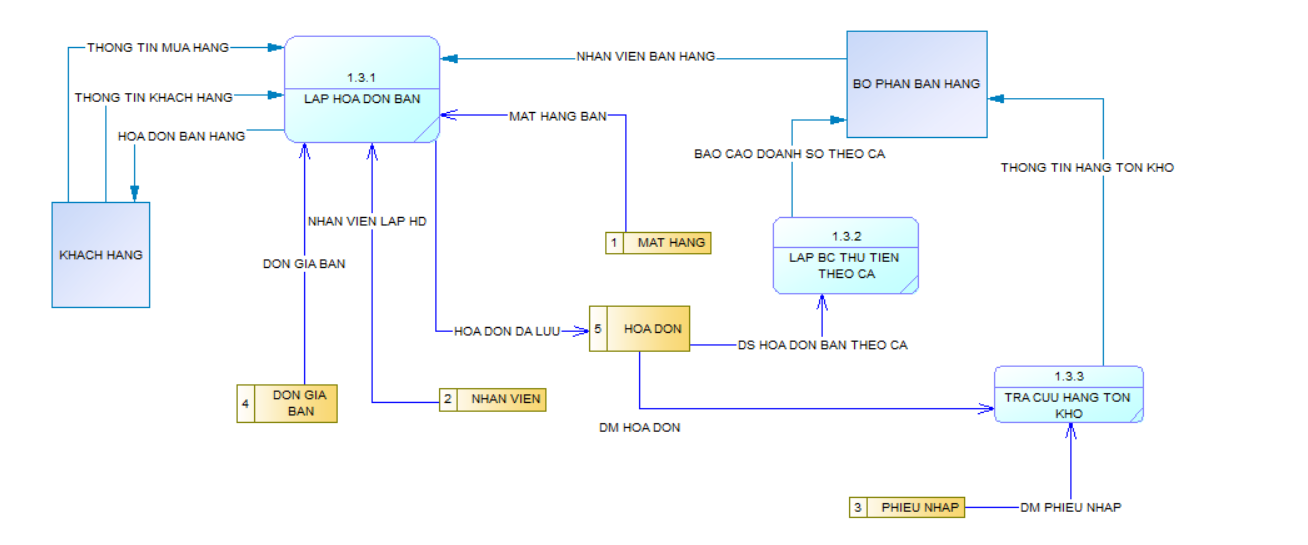 THONG TIN MUA HANG
THONG TIN KHACH HANG
HOA DON BAN HANG
KHACH HANG
1.3.1
LAP HOA DON BAN
NHAN VIEN BAN HANG
BO PHAN BAN HANG
MAT HANG BAN
BAO CAO DOANH SO THEO CA
THONG TIN HANG TON KHO
NHAN VIEN LAP HD
DON GIA BAN
1 MAT HANG
1.3.2
LAP BC THU TIEN
THEO CA
HOA DON DA LUU
5 HOA DON
DS HOA DON BAN THEO CA
4 DON GIA
BAN
2 NHAN VIEN
1.3.3
TRA CUU HANG TON
KHO
DM HOA DON
3 PHIEU NHAP
DM PHIEU NHAP